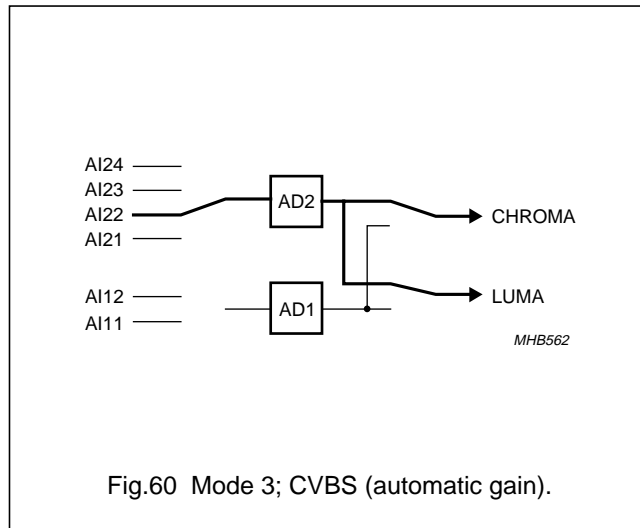 AI24
AI23
AI22
AI21
AD2
CHROMA
AI12
AI11
AD1
LUMA
MHB562
Fig.60 Mode 3; CVBS (automatic gain).